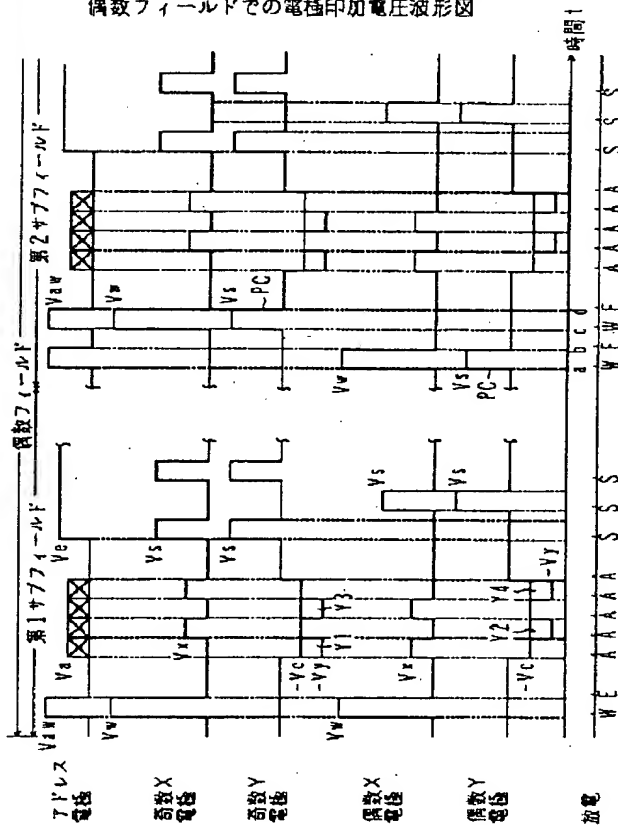 偶数フィールドでの電極印加電圧波形図
偶数フィールド
第1サブフィールド
第2サブフィールド
アドレス電極
Vaw
Va
Ve
Vaw
奇数X電極
Vw
Vx
Vs
Vw
奇数Y電極
-Vc
-Vy
Y1
Y3
Vs
Vs
~PC
偶数X電極
Vw
Vx
Vs
Vw
偶数Y電極
-Vc
Y2
Y4
-Vy
Vs
Vs
PC~
時間t
a b c d
放電
W E A A A A A A S S S W E W E A A A A A A S S S